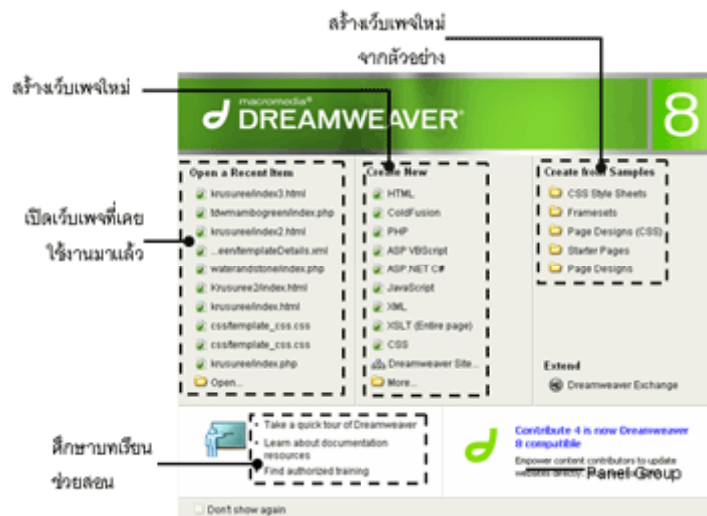 สร้างเว็บเพจใหม่
จากตัวอย่าง
สร้างเว็บเพจใหม่
macromedia®
DREAMWEAVER®
8
Open a Recent Item
krusuree/index3.html
tdwmambogreen/index.php
krusuree/index2.html
...een/templateDetails.xml
waterandstone/index.php
Krusuree2/index.html
krusuree/index.html
css/template_css.css
css/template_css.css
krusuree/index.php
Open...
เปิดเว็บเพจที่เคย
ใช้งานมาแล้ว
Create New
HTML
ColdFusion
PHP
ASP VBScript
ASP.NET C#
JavaScript
XML
XSLT (Entire page)
CSS
Dreamweaver Site...
More...
Create from Samples
CSS Style Sheets
Framesets
Page Designs (CSS)
Starter Pages
Page Designs
Extend
Dreamweaver Exchange
ศึกษาบทเรียน
ช่วยสอน
Take a quick tour of Dreamweaver
Learn about documentation
resources
Find authorized training
Contribute 4 is now Dreamweaver
8 compatible
Empower content contributors to update
websites directly.
Panel Group
Don't show again